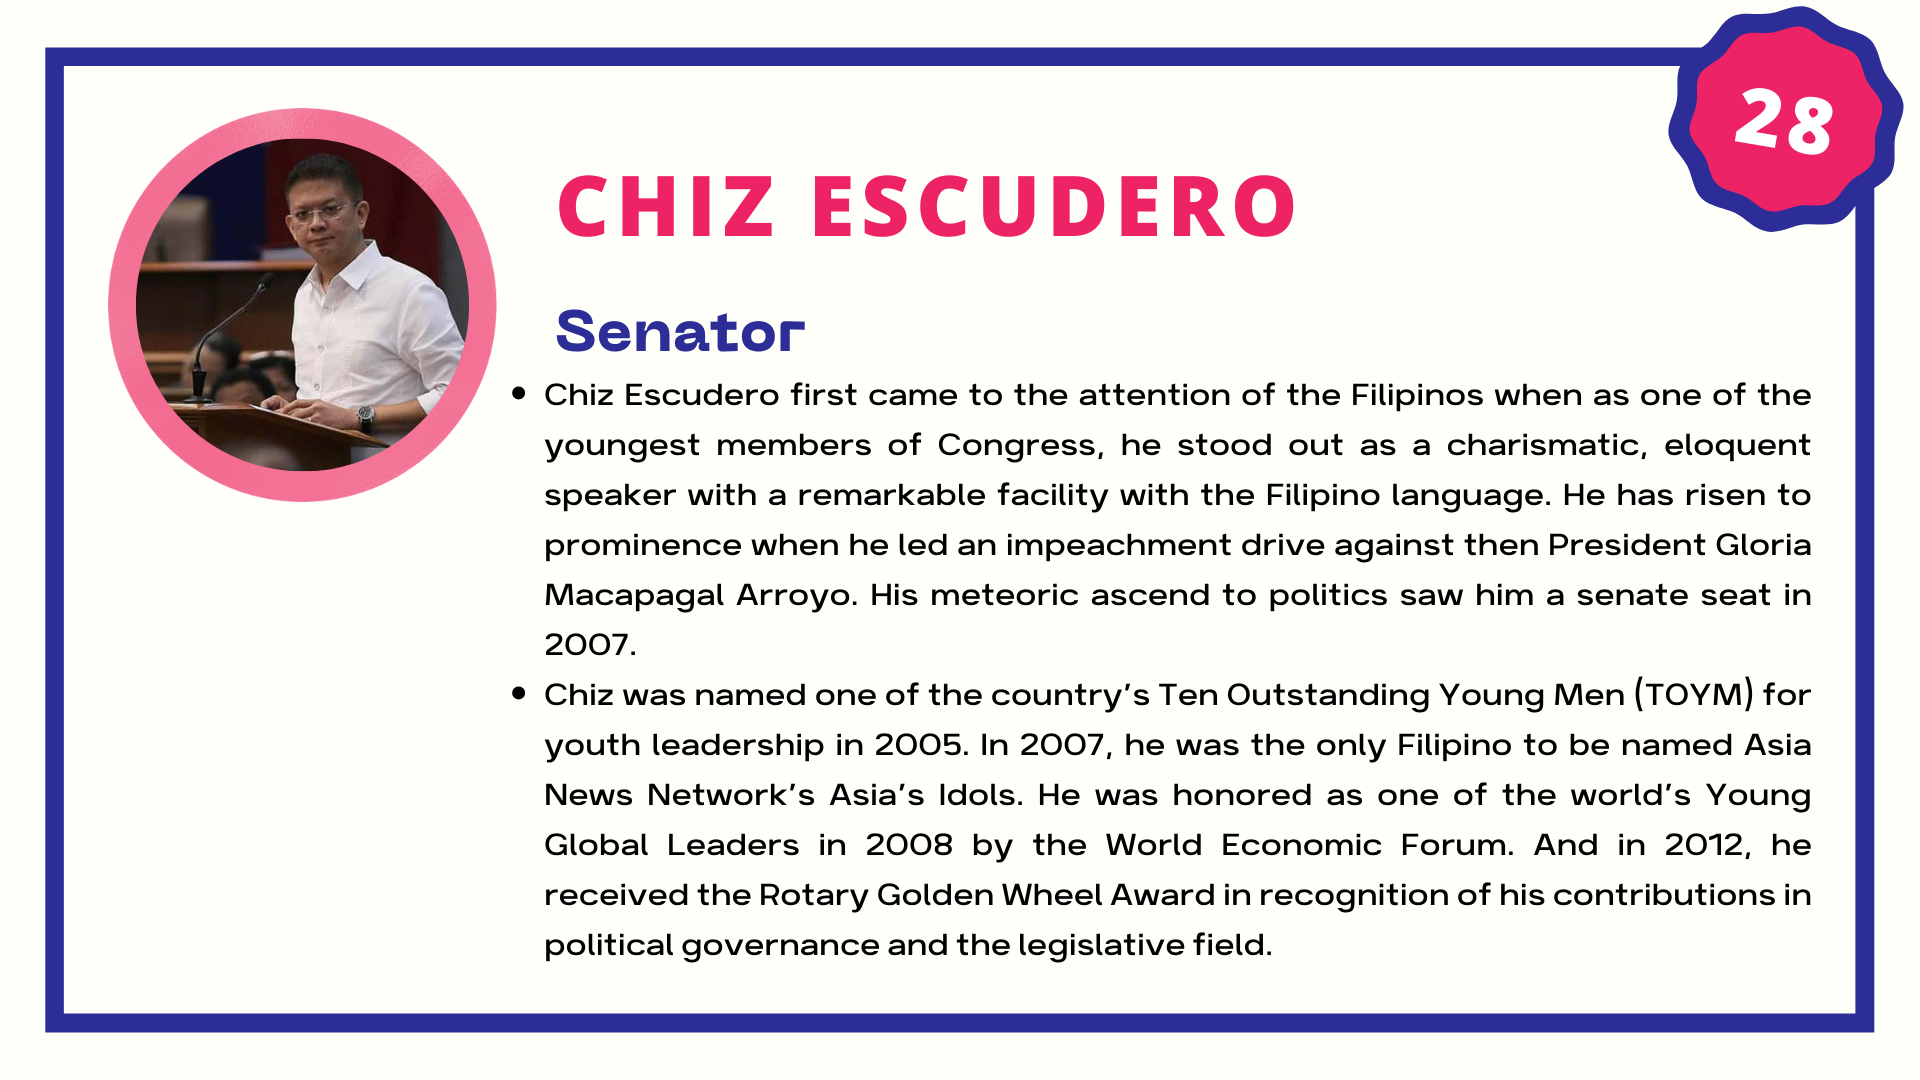 28
CHIZ ESCUDERO
Senator
• Chiz Escudero first came to the attention of the Filipinos when as one of the
youngest members of Congress, he stood out as a charismatic, eloquent
speaker with a remarkable facility with the Filipino language. He has risen to
prominence when he led an impeachment drive against then President Gloria
Macapagal Arroyo. His meteoric ascend to politics saw him a senate seat in
2007.
• Chiz was named one of the country’s Ten Outstanding Young Men (TOYM) for
youth leadership in 2005. In 2007, he was the only Filipino to be named Asia
News Network’s Asia’s Idols. He was honored as one of the world’s Young
Global Leaders in 2008 by the World Economic Forum. And in 2012, he
received the Rotary Golden Wheel Award in recognition of his contributions in
political governance and the legislative field.